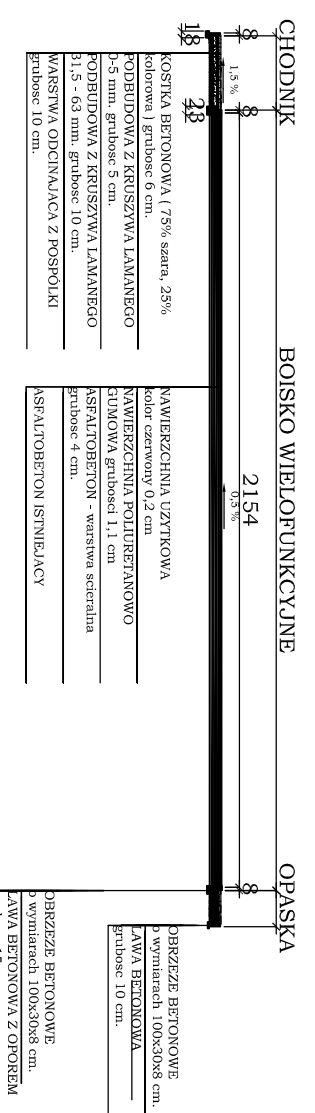 CHODNIK
BOISKO WIELOFUNKCYJNE
OPASKA
8
8
2154
8
1,5 %
0,5 %
18
23
KOSTKA BETONOWA ( 75% szara, 25%
kolorowa ) grubosc 6 cm.
PODBUDOWA Z KRUSZYWA LAMANEGO
0-5 mm. grubosc 5 cm.
PODBUDOWA Z KRUSZYWA LAMANEGO
31,5 - 63 mm. grubosc 10 cm.
WARSTWA ODCINAJACA Z POSPÓLKI
grubosc 10 cm.
NAWIERZCHNIA UZYTKOWA
kolor czerwony 0,2 cm
NAWIERZCHNIA POLIURETANOWO
GUMOWA grubosci 1,1 cm
ASFALTOBETON - warstwa scieralna
grubosc 4 cm.
ASFALTOBETON ISTNIEJACY
OBRZEZE BETONOWE
o wymiarach 100x30x8 cm.
LAWA BETONOWA
grubosc 10 cm.
OBRZEZE BETONOWE
o wymiarach 100x30x8 cm.
LAWA BETONOWA Z OPOREM